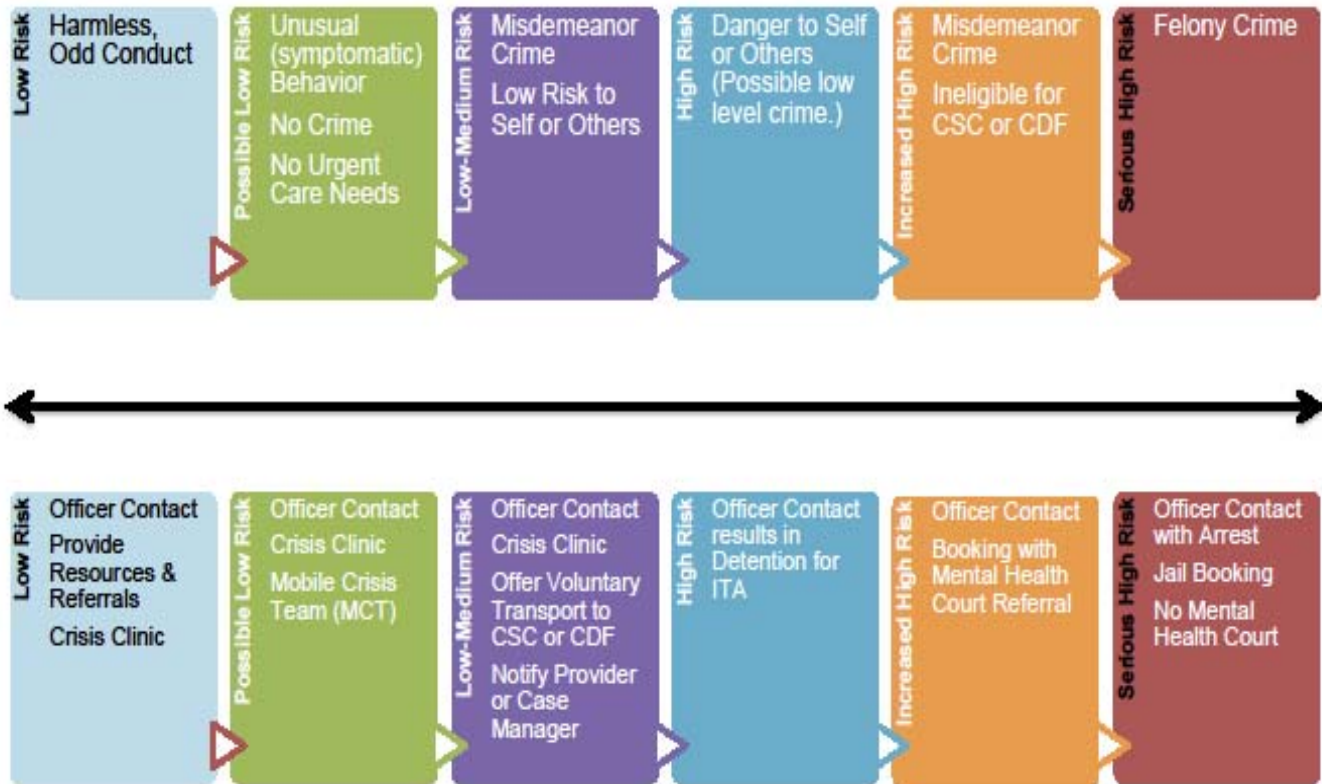 Low Risk
Harmless,
Odd Conduct
Possible Low Risk
Unusual
(symptomatic)
Behavior
No Crime
No Urgent
Care Needs
Low-Medium Risk
Misdemeanor
Crime
Low Risk to
Self or Others
High Risk
Danger to Self
or Others
(Possible low
level crime.)
Increased High Risk
Misdemeanor
Crime
Ineligible for
CSC or CDF
Serious High Risk
Felony Crime
Low Risk
Officer Contact
Provide
Resources &
Referrals
Crisis Clinic
Possible Low Risk
Officer Contact
Crisis Clinic
Mobile Crisis
Team (MCT)
Low-Medium Risk
Officer Contact
Crisis Clinic
Offer Voluntary
Transport to
CSC or CDF
Notify Provider
or Case
Manager
High Risk
Officer Contact
results in
Detention for
ITA
Increased High Risk
Officer Contact
Booking with
Mental Health
Court Referral
Serious High Risk
Officer Contact
with Arrest
Jail Booking
No Mental
Health Court